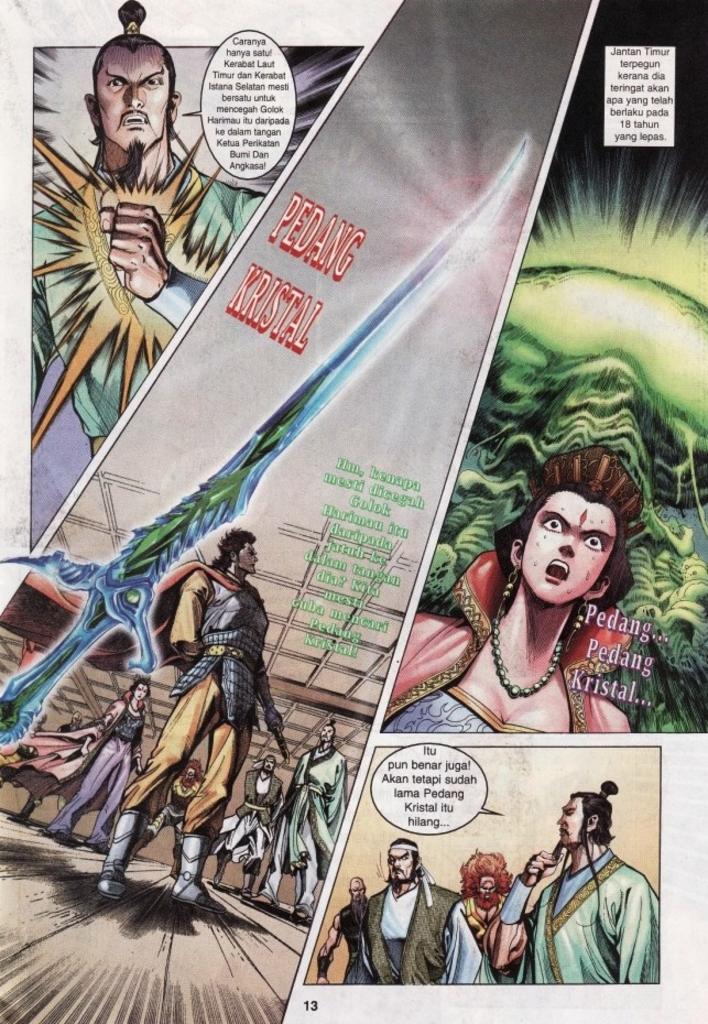 Caranya
hanya satu!
Kerabat Laut
Timur dan Kerabat
Istana Selatan mesti
bersatu untuk
mencegah Golok
Harimau itu daripada
ke dalam tangan
Ketua Perikatan
Bumi Dan
Angkasa!
PEDANG
KRISTAL
Hm, kenapa
mesti dicegah
Golok
Harimau itu
daripada
Jatuh ke
dalam tangan
dia? Kita
mesti
cuba mencari
Pedang
Kristal!
Jantan Timur
terpegun
kerana dia
teringat akan
apa yang telah
berlaku pada
18 tahun
yang lepas.
Pedang...
Pedang
Kristal...
Itu
pun benar juga!
Akan tetapi sudah
lama Pedang
Kristal itu
hilang...
13